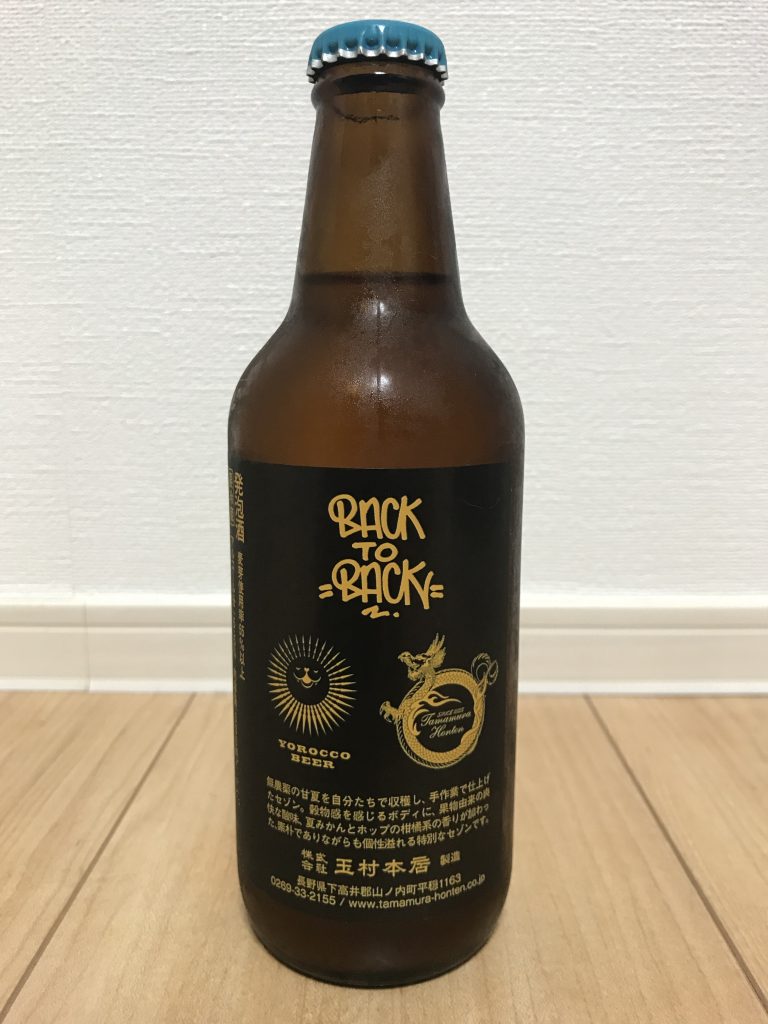 BACK
TO
=BACK=
YOROCCO
BEER
SINCE 1805
Tamamura
Honten
無農薬の甘夏を自分たちで収穫し、手作業で仕上げ
たセゾン。穀物感を感じるボディに、果物由来の爽
快な酸味、夏みかんとホップの柑橘系の香りが加わっ
た、素朴でありながらも個性溢れる特別なセゾンです。
株式
会社 玉村本店 製造
長野県下高井郡山ノ内町平穏1163
0269-33-2155 / www.tamamura-honten.co.jp